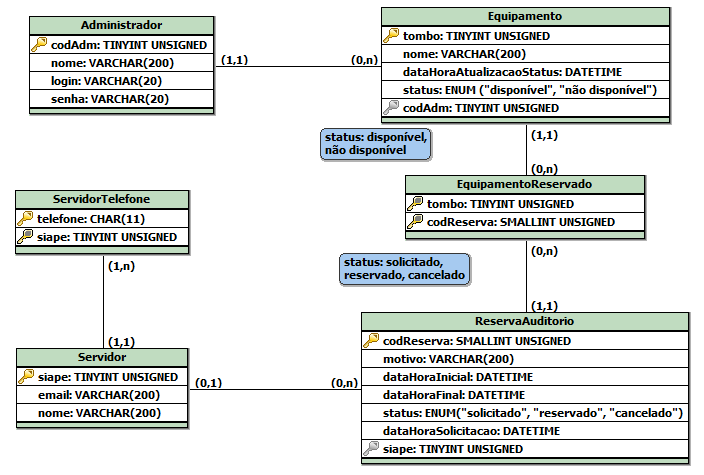 Administrador
codAdm: TINYINT UNSIGNED
nome: VARCHAR(200)
login: VARCHAR(20)
senha: VARCHAR(20)
(1,1)
(0,n)
Equipamento
tombo: TINYINT UNSIGNED
nome: VARCHAR(200)
dataHoraAtualizacaoStatus: DATETIME
status: ENUM ("disponível", "não disponível")
codAdm: TINYINT UNSIGNED
status: disponível,
não disponível
(1,1)
(0,n)
EquipamentoReservado
tombo: TINYINT UNSIGNED
codReserva: SMALLINT UNSIGNED
ServidorTelefone
telefone: CHAR(11)
siape: TINYINT UNSIGNED
status: solicitado,
reservado, cancelado
(0,n)
(1,1)
(1,n)
(1,1)
Servidor
siape: TINYINT UNSIGNED
email: VARCHAR(200)
nome: VARCHAR(200)
(0,1)
(0,n)
ReservaAuditorio
codReserva: SMALLINT UNSIGNED
motivo: VARCHAR(200)
dataHoraInicial: DATETIME
dataHoraFinal: DATETIME
status: ENUM("solicitado", "reservado", "cancelado")
dataHoraSolicitacao: DATETIME
siape: TINYINT UNSIGNED